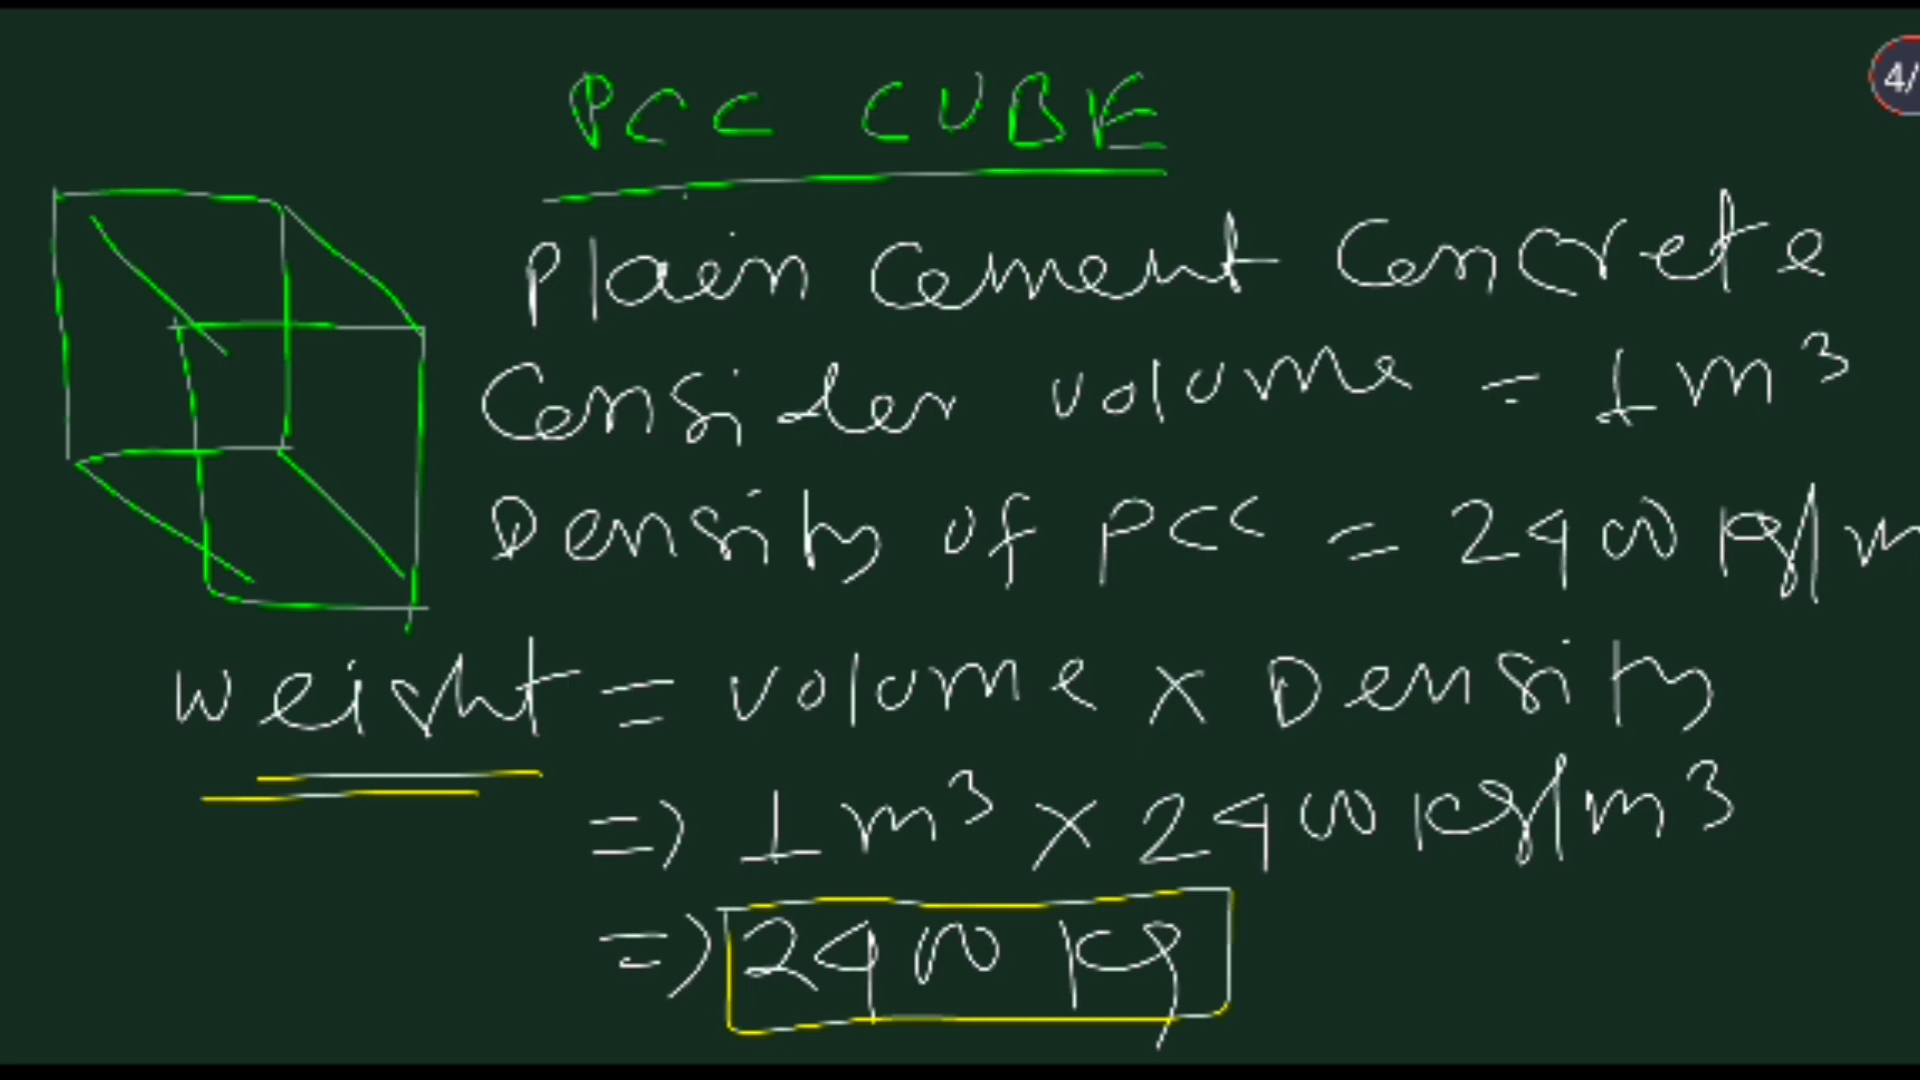 PCC CUBE
4/
Plain Cement Concrete
Consider volume = 1m³
Density of PCC = 2400 kg/m
weight = volume × Density
=> 1m³ × 2400 kg/m³
=> 2400 kg